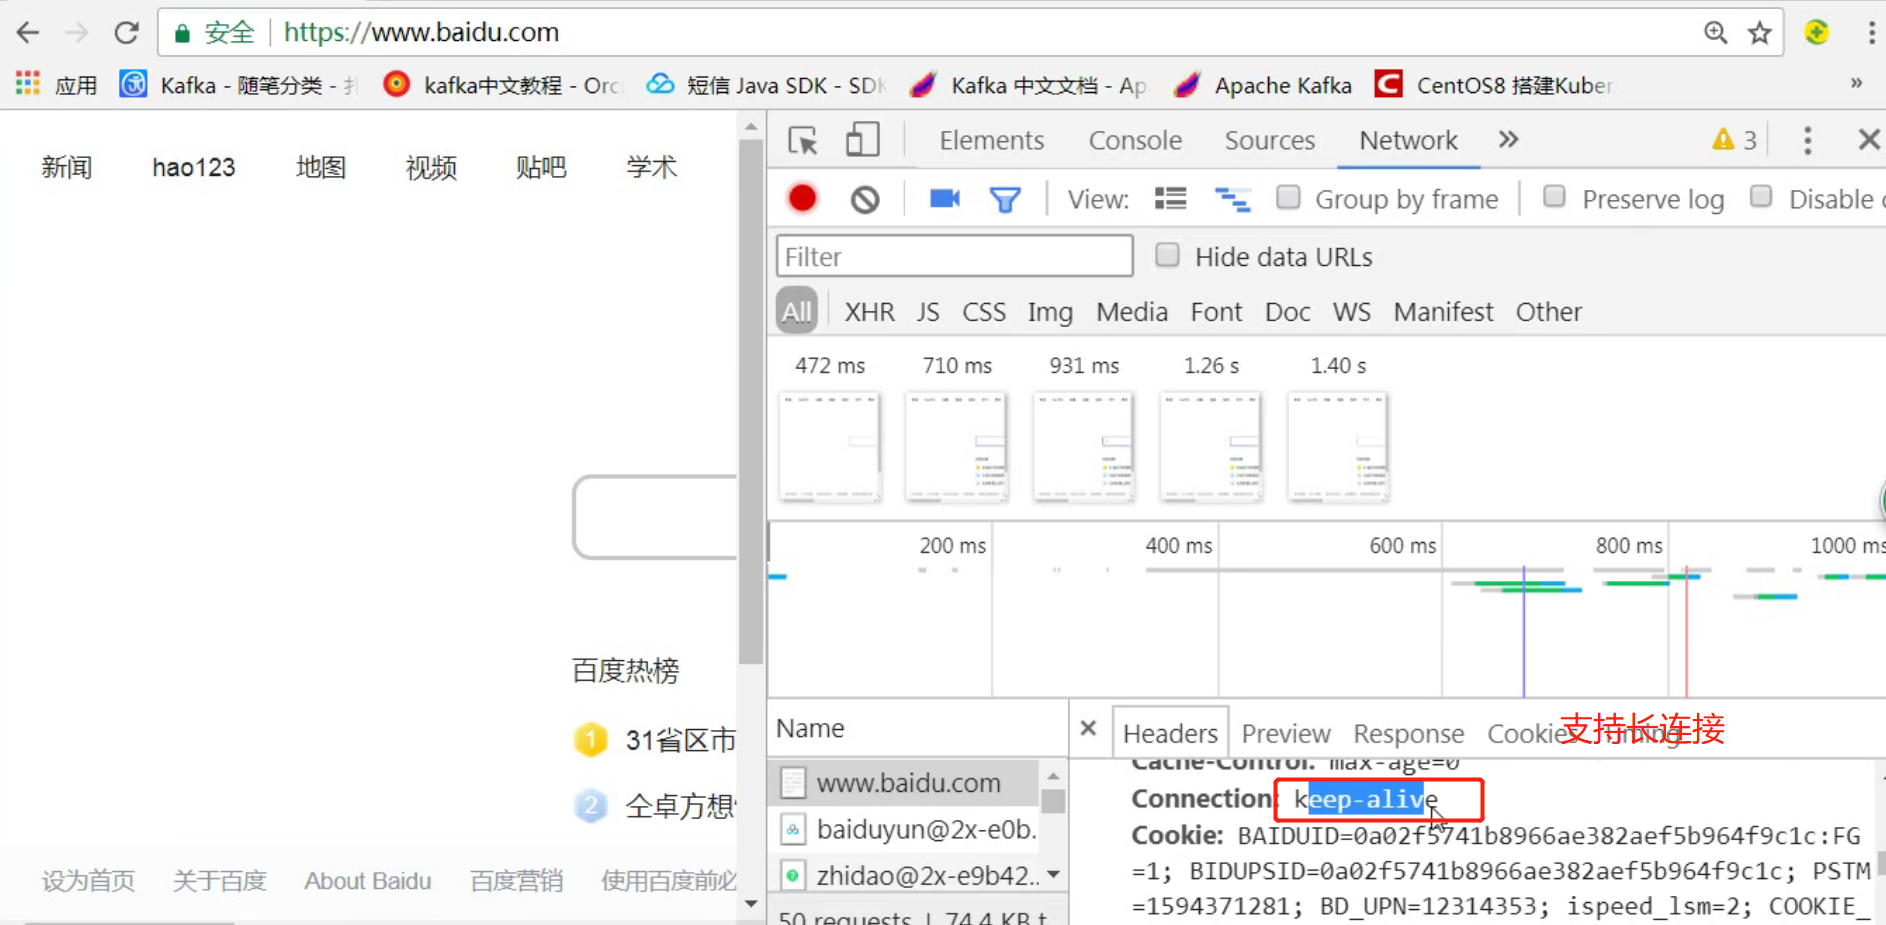 安全 https://www.baidu.com
应用 Kafka - 随笔分类 - kafka中文教程 - Orc 短信 Java SDK - SDK Kafka 中文文档 - Ap Apache Kafka CentOS8 搭建Kuber »
新闻 hao123 地图 视频 贴吧 学术
百度热榜
1 31省区市
2 仝卓方想
设为首页 关于百度 About Baidu 百度营销 使用百度前必
Elements Console Sources Network » 3
View: Group by frame Preserve log Disable
Filter Hide data URLs
All XHR JS CSS Img Media Font Doc WS Manifest Other
472 ms 710 ms 931 ms 1.26 s 1.40 s
200 ms 400 ms 600 ms 800 ms 1000 ms
Name
www.baidu.com
baiduyun@2x-e0b.
zhidao@2x-e9b42..
50 requests | 74.4 KB t
Headers Preview Response Cookies Timing
支持长连接
Cache-Control: max-age=0
Connection: keep-alive
Cookie: BAIDUID=0a02f5741b8966ae382aef5b964f9c1c:FG
=1; BIDUPSID=0a02f5741b8966ae382aef5b964f9c1c; PSTM
=1594371281; BD_UPN=12314353; ispeed_lsm=2; COOKIE_